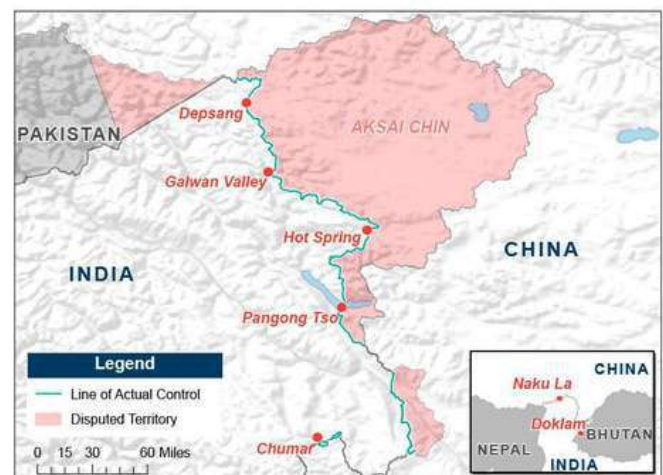 Depsang
PAKISTAN
AKSAI CHIN
Galwan Valley
Hot Spring
CHINA
INDIA
Pangong Tso
Legend
Line of Actual Control
Disputed Territory
0 15 30 60 Miles
Chumar
CHINA
Naku La
Doklam
BHUTAN
NEPAL
INDIA